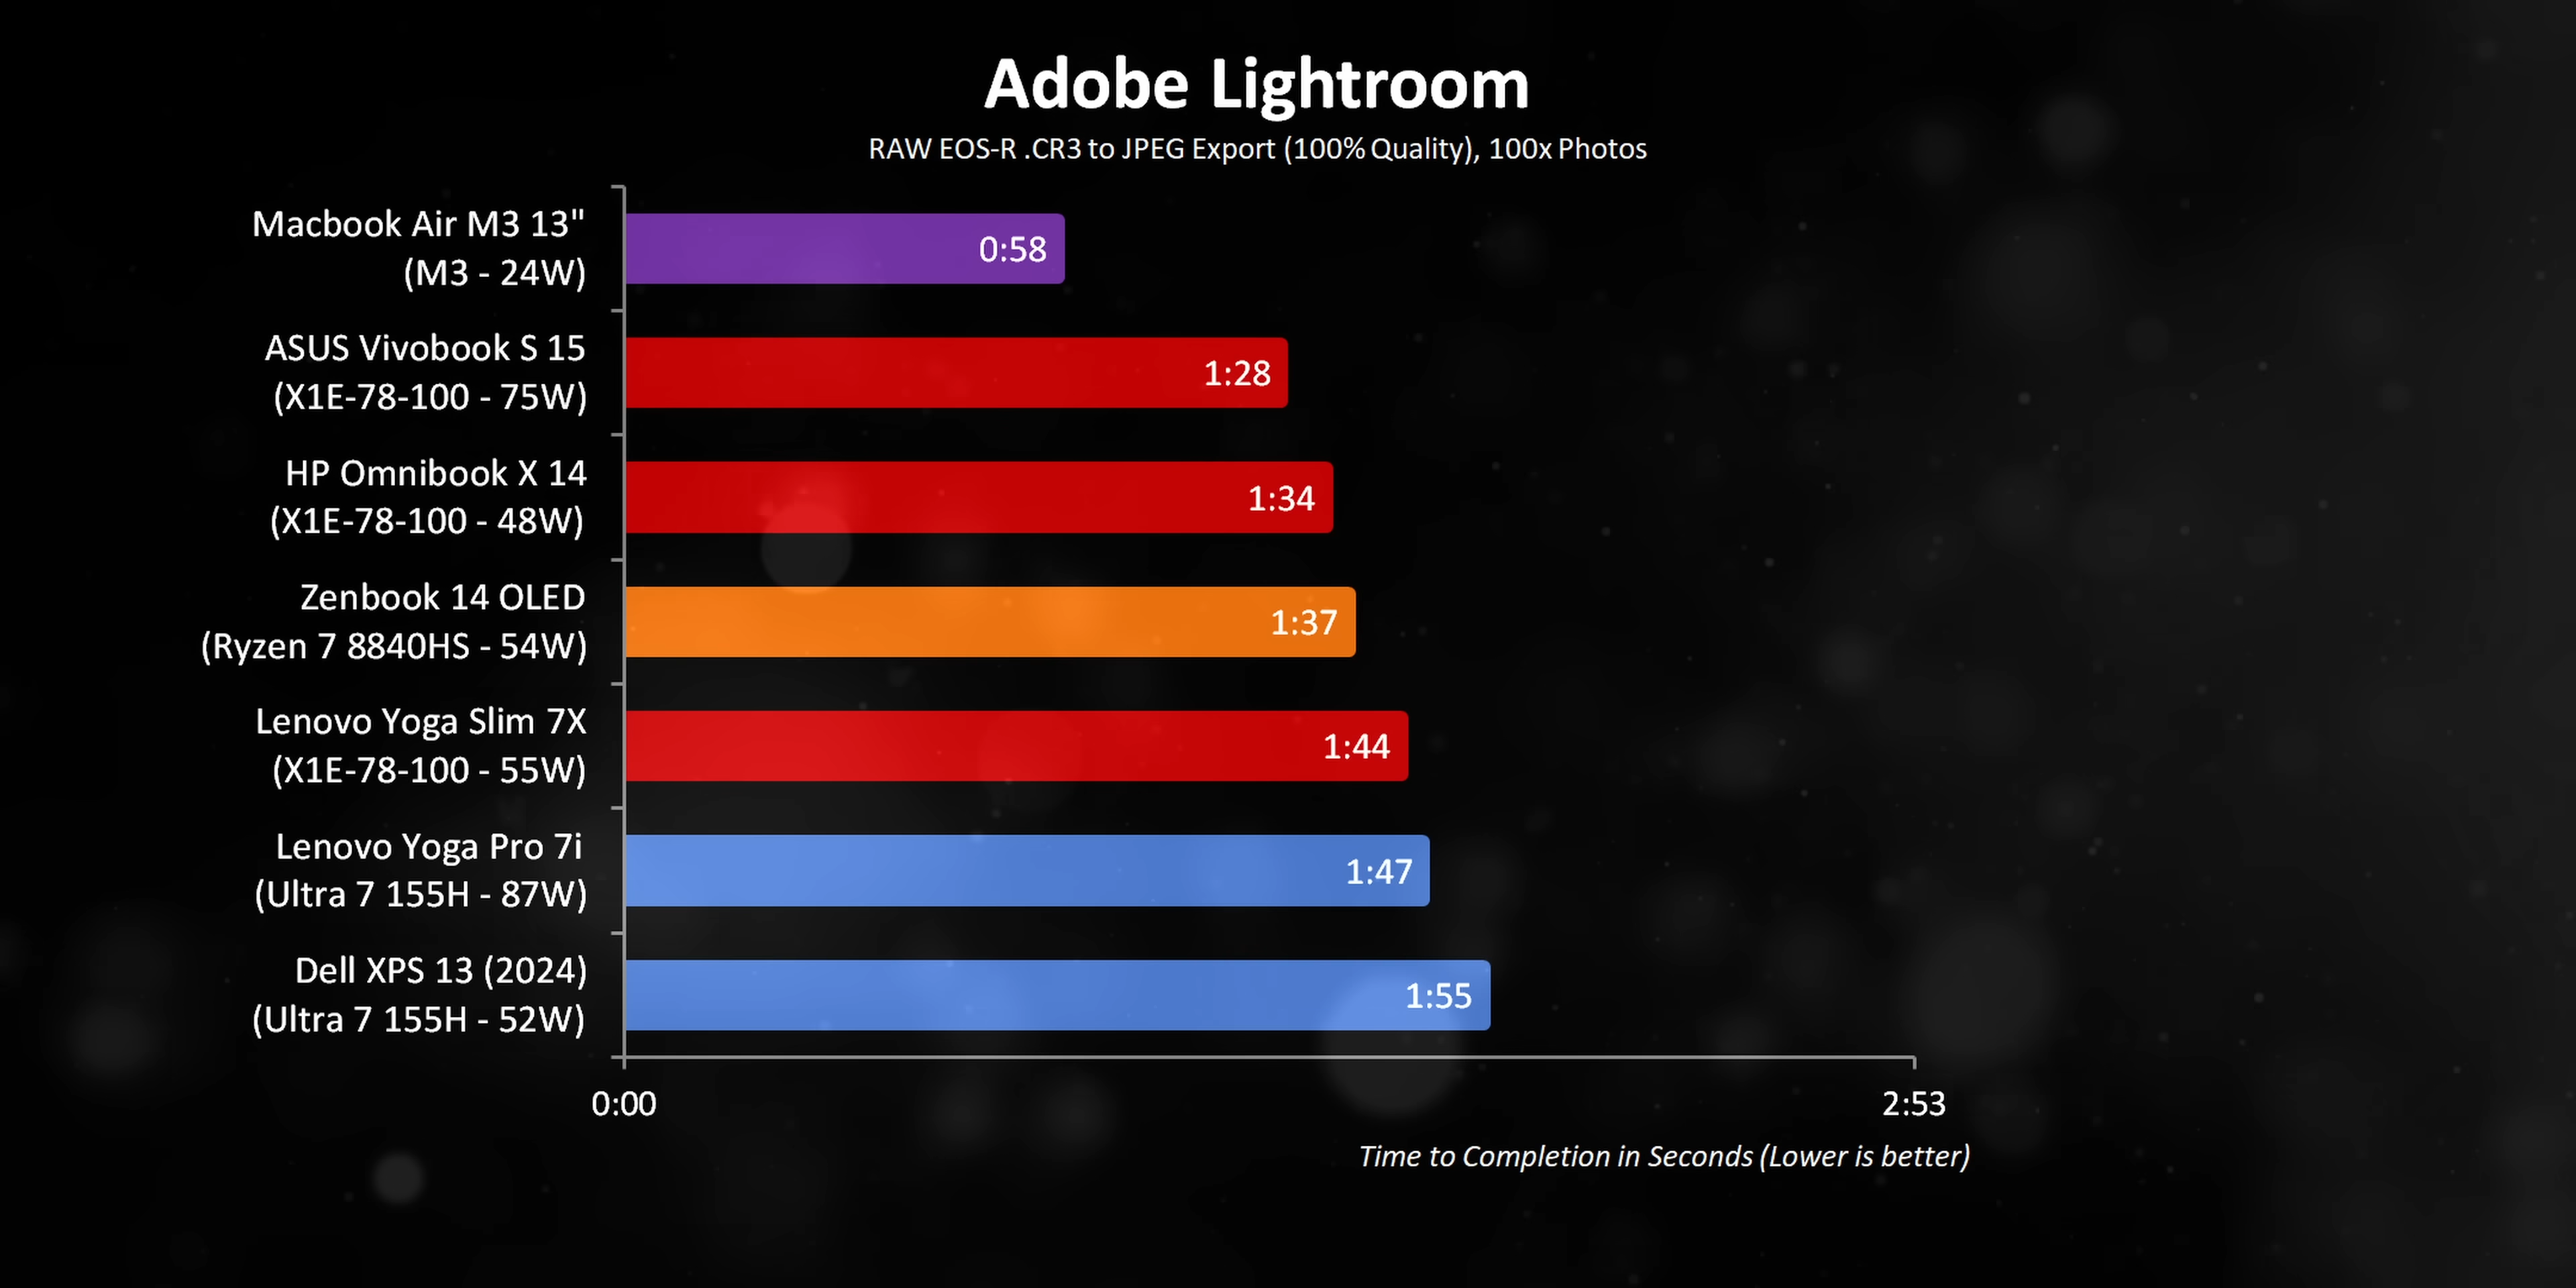 Adobe Lightroom
RAW EOS-R .CR3 to JPEG Export (100% Quality), 100x Photos
Macbook Air M3 13"
(M3 - 24W)
0:58
ASUS Vivobook S 15
(X1E-78-100 - 75W)
1:28
HP Omnibook X 14
(X1E-78-100 - 48W)
1:34
Zenbook 14 OLED
(Ryzen 7 8840HS - 54W)
1:37
Lenovo Yoga Slim 7X
(X1E-78-100 - 55W)
1:44
Lenovo Yoga Pro 7i
(Ultra 7 155H - 87W)
1:47
Dell XPS 13 (2024)
(Ultra 7 155H - 52W)
1:55
0:00
2:53
Time to Completion in Seconds (Lower is better)